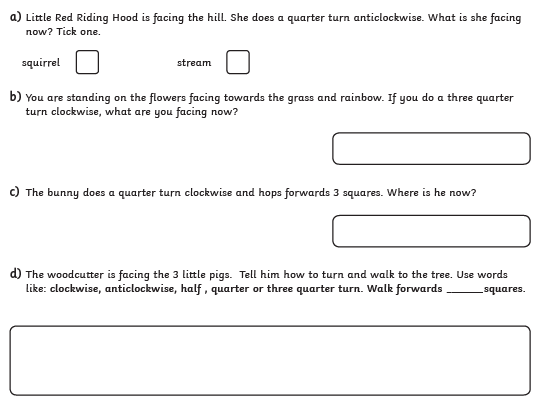 a) Little Red Riding Hood is facing the hill. She does a quarter turn anticlockwise. What is she facing
now? Tick one.
squirrel stream
b) You are standing on the flowers facing towards the grass and rainbow. If you do a three quarter
turn clockwise, what are you facing now?
c) The bunny does a quarter turn clockwise and hops forwards 3 squares. Where is he now?
d) The woodcutter is facing the 3 little pigs. Tell him how to turn and walk to the tree. Use words
like: clockwise, anticlockwise, half , quarter or three quarter turn. Walk forwards ______squares.